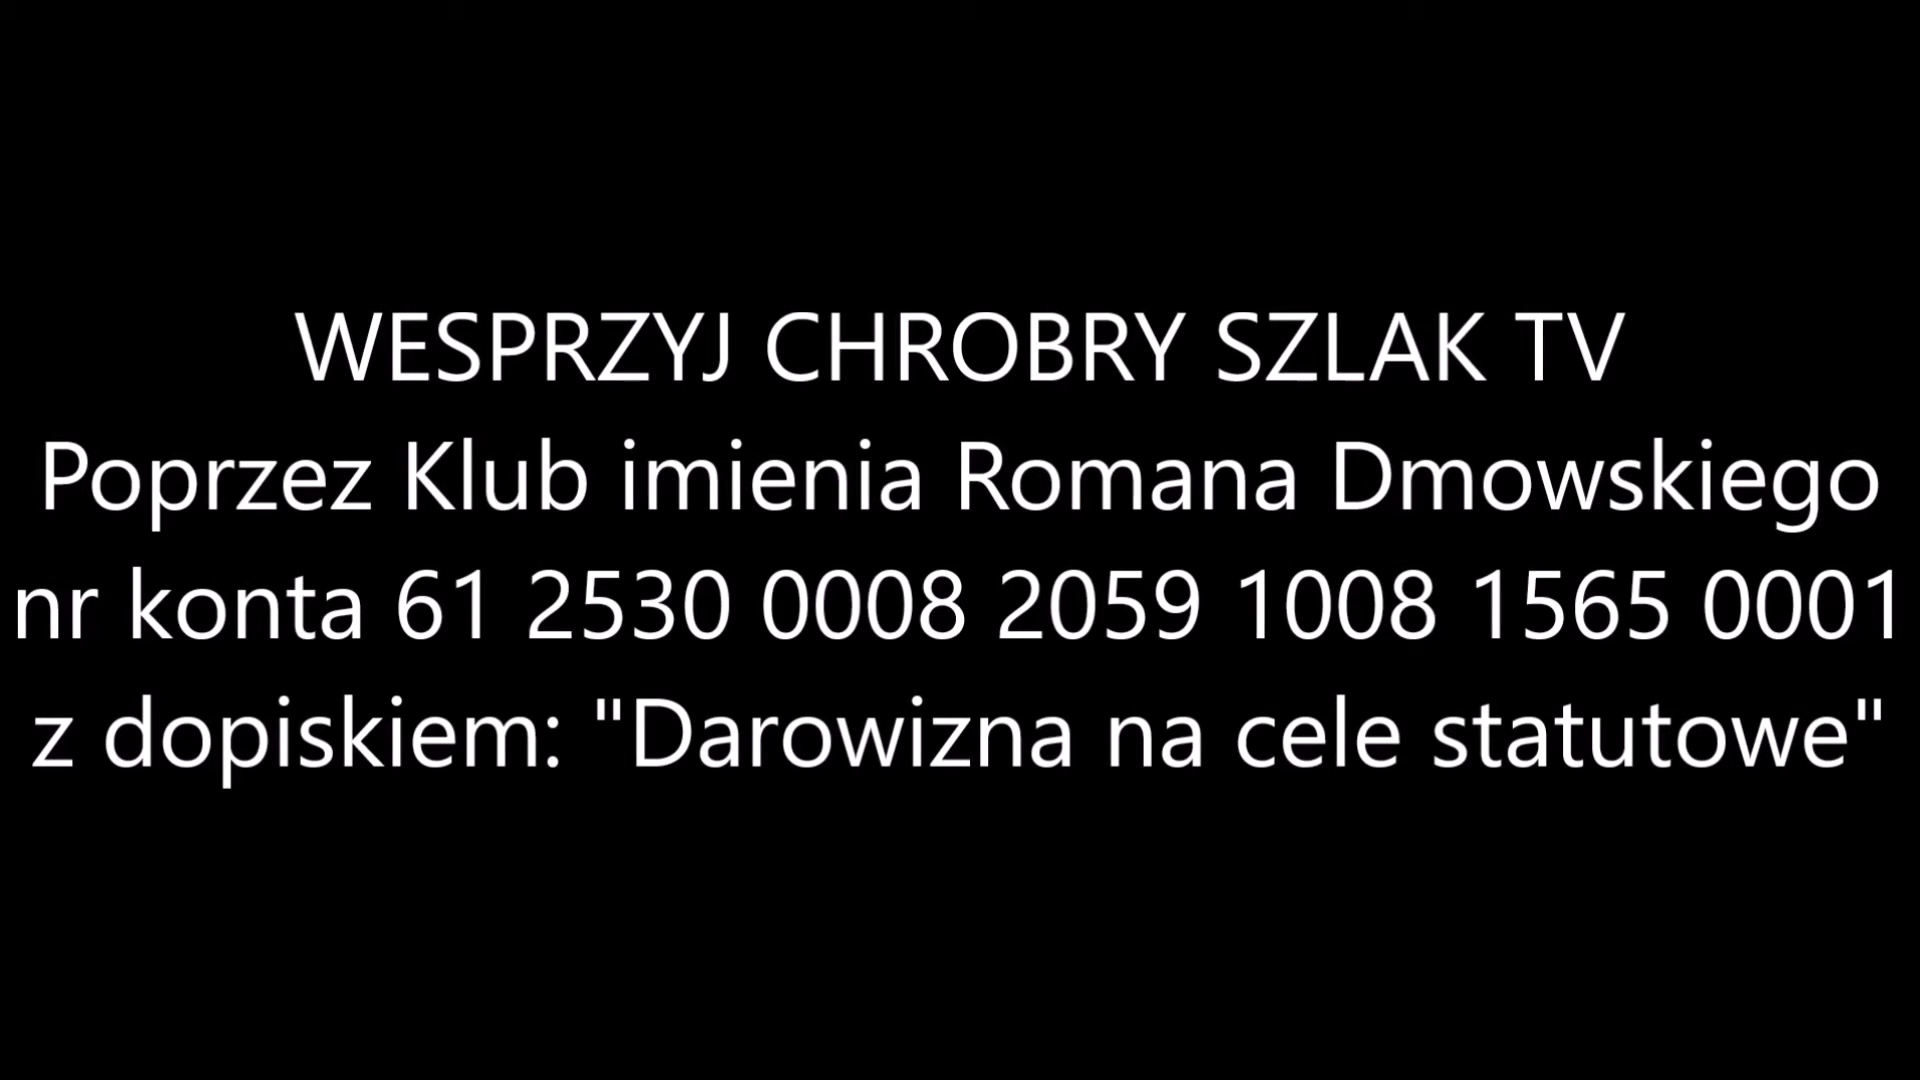 WESPRZYJ CHROBRY SZLAK TV
Poprzez Klub imienia Romana Dmowskiego
nr konta 61 2530 0008 2059 1008 1565 0001
z dopiskiem: "Darowizna na cele statutowe"